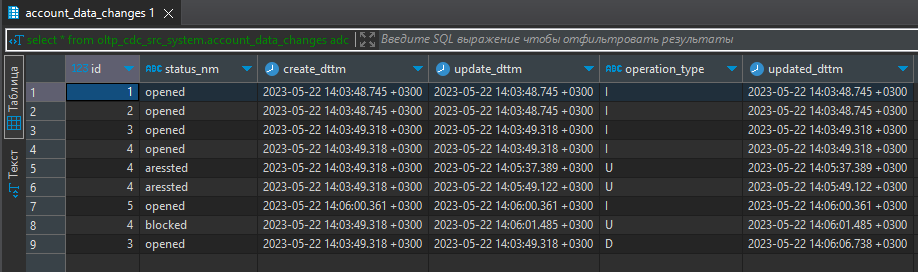 account_data_changes 1
select * from oltp_cdc_src_system.account_data_changes adc Введите SQL выражение чтобы отфильтровать результаты
Таблица
Текст
123 id ABC status_nm create_dttm update_dttm ABC operation_type updated_dttm
1 1 opened 2023-05-22 14:03:48.745 +0300 2023-05-22 14:03:48.745 +0300 I 2023-05-22 14:03:48.745 +0300
2 2 opened 2023-05-22 14:03:48.745 +0300 2023-05-22 14:03:48.745 +0300 I 2023-05-22 14:03:48.745 +0300
3 3 opened 2023-05-22 14:03:49.318 +0300 2023-05-22 14:03:49.318 +0300 I 2023-05-22 14:03:49.318 +0300
4 4 opened 2023-05-22 14:03:49.318 +0300 2023-05-22 14:03:49.318 +0300 I 2023-05-22 14:03:49.318 +0300
5 4 aressted 2023-05-22 14:03:49.318 +0300 2023-05-22 14:05:37.389 +0300 U 2023-05-22 14:05:37.389 +0300
6 4 aressted 2023-05-22 14:03:49.318 +0300 2023-05-22 14:05:49.122 +0300 U 2023-05-22 14:05:49.122 +0300
7 5 opened 2023-05-22 14:06:00.361 +0300 2023-05-22 14:06:00.361 +0300 I 2023-05-22 14:06:00.361 +0300
8 4 blocked 2023-05-22 14:03:49.318 +0300 2023-05-22 14:06:01.485 +0300 U 2023-05-22 14:06:01.485 +0300
9 3 opened 2023-05-22 14:03:49.318 +0300 2023-05-22 14:03:49.318 +0300 D 2023-05-22 14:06:06.738 +0300